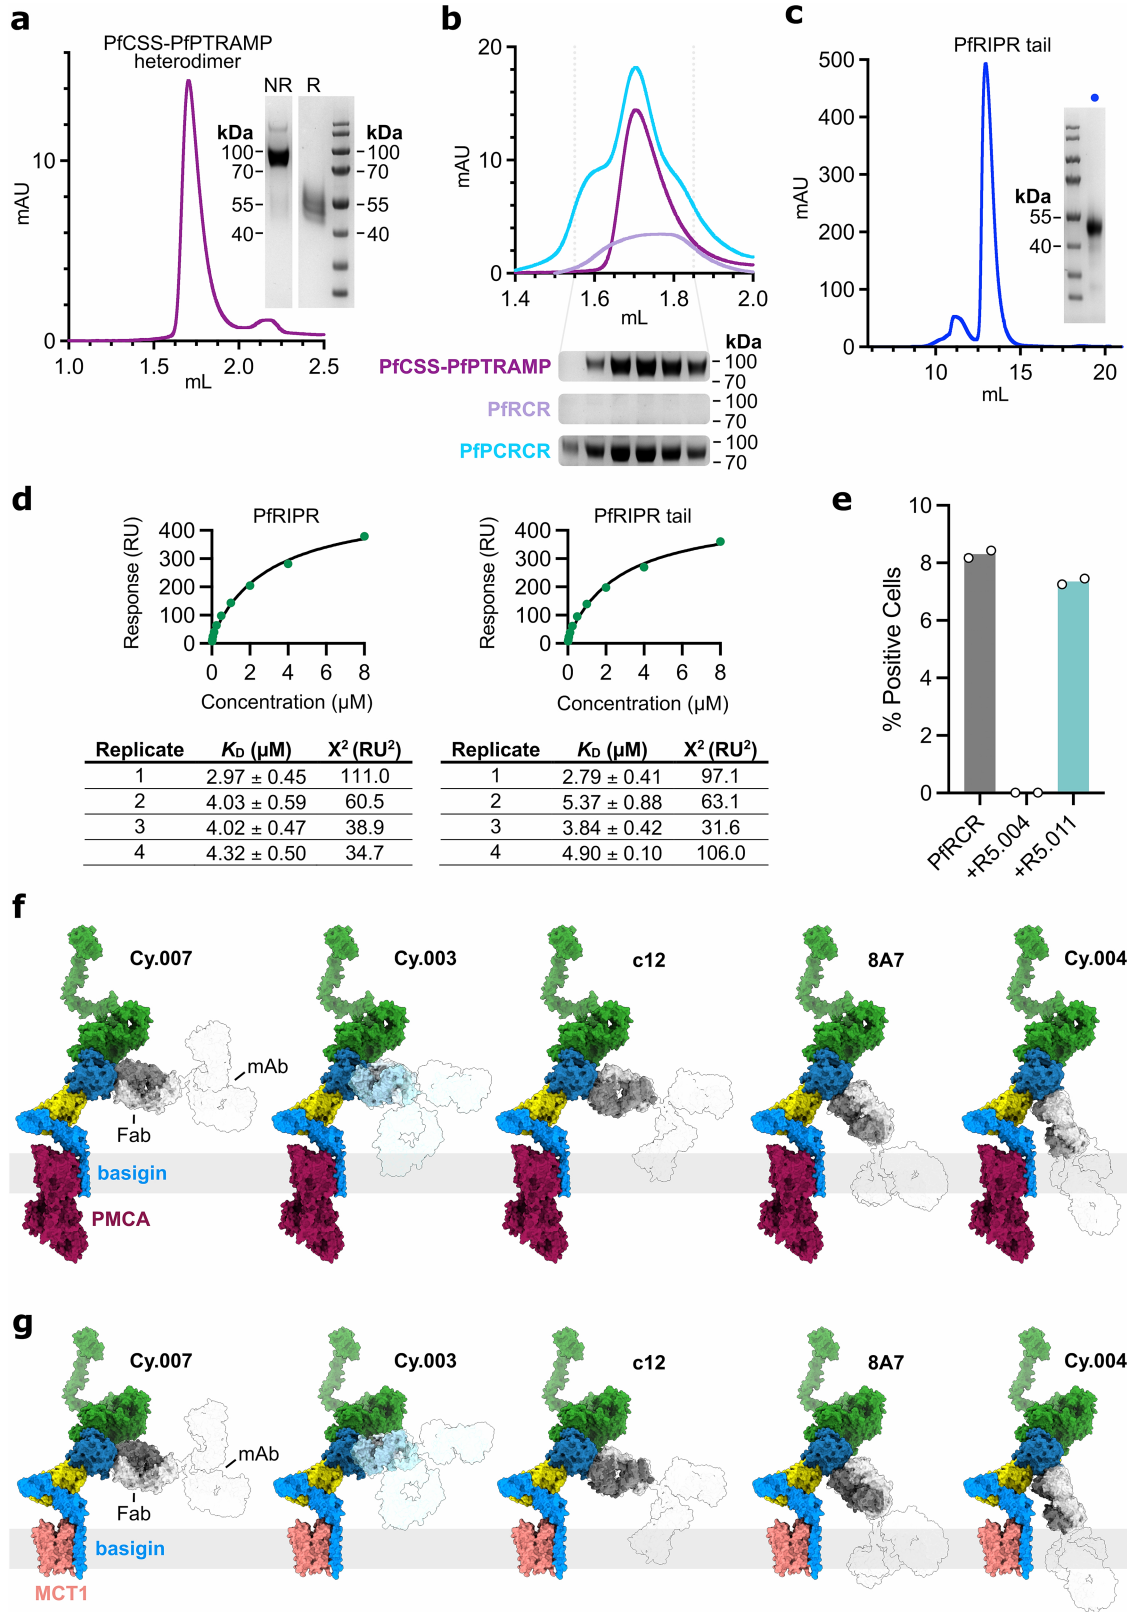 a
PfCSS-PfPTRAMP
heterodimer
NR R
kDa kDa
100 100
70 70
55 55
40 40
10
0
mAU
1.0 1.5 2.0 2.5
mL
b
20
10
0
mAU
1.4 1.6 1.8 2.0
mL
kDa
PfCSS-PfPTRAMP
100
70
PfRCR
100
70
PfPCRCR
100
70
c
PfRIPR tail
500
400
300
200
100
0
mAU
kDa
55
40
10 15 20
mL
d
PfRIPR
Response (RU)
400
300
200
100
0
0 2 4 6 8
Concentration (µM)
Replicate KD (µM) X² (RU²)
1 2.97 ± 0.45 111.0
2 4.03 ± 0.59 60.5
3 4.02 ± 0.47 38.9
4 4.32 ± 0.50 34.7
PfRIPR tail
Response (RU)
400
300
200
100
0
0 2 4 6 8
Concentration (µM)
Replicate KD (µM) X² (RU²)
1 2.79 ± 0.41 97.1
2 5.37 ± 0.88 63.1
3 3.84 ± 0.42 31.6
4 4.90 ± 0.10 106.0
e
% Positive Cells
10
8
6
4
2
0
PfRCR
+R5.004
+R5.011
f
Cy.007 Cy.003 c12 8A7 Cy.004
mAb
Fab
basigin
PMCA
g
Cy.007 Cy.003 c12 8A7 Cy.004
mAb
Fab
basigin
MCT1